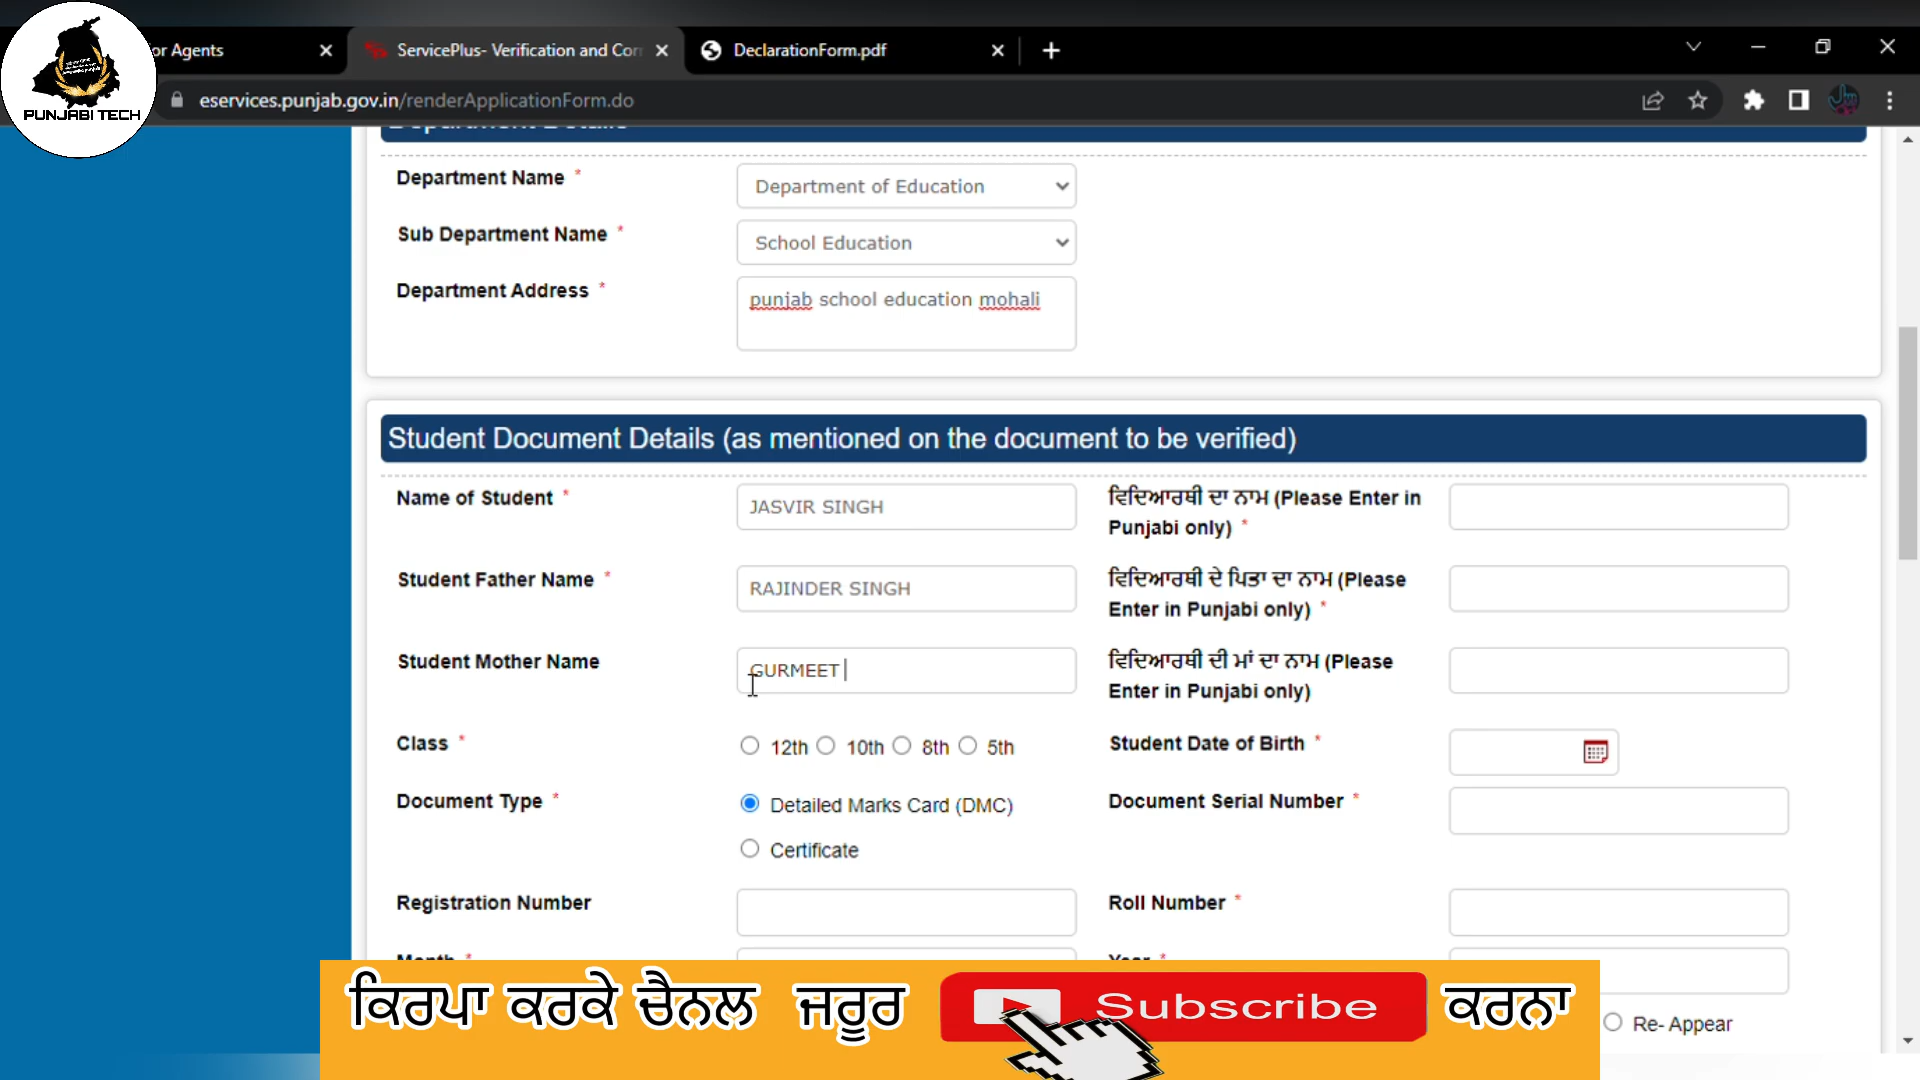 or Agents
ServicePlus- Verification and Cor
DeclarationForm.pdf
PUNJABI TECH
eservices.punjab.gov.in/renderApplicationForm.do
Department Details
Department Name *
Department of Education
Sub Department Name *
School Education
Department Address *
punjab school education mohali
Student Document Details (as mentioned on the document to be verified)
Name of Student *
JASVIR SINGH
ਵਿਦਿਆਰਥੀ ਦਾ ਨਾਮ (Please Enter in
Punjabi only) *
Student Father Name *
RAJINDER SINGH
ਵਿਦਿਆਰਥੀ ਦੇ ਪਿਤਾ ਦਾ ਨਾਮ (Please
Enter in Punjabi only) *
Student Mother Name
GURMEET
ਵਿਦਿਆਰਥੀ ਦੀ ਮਾਂ ਦਾ ਨਾਮ (Please
Enter in Punjabi only)
Class *
12th 10th 8th 5th
Student Date of Birth *
Document Type *
Detailed Marks Card (DMC)
Certificate
Document Serial Number *
Registration Number
Roll Number *
Month *
Year *
Re- Appear
ਕਿਰਪਾ ਕਰਕੇ ਚੈਨਲ ਜਰੂਰ Subscribe ਕਰਨਾ